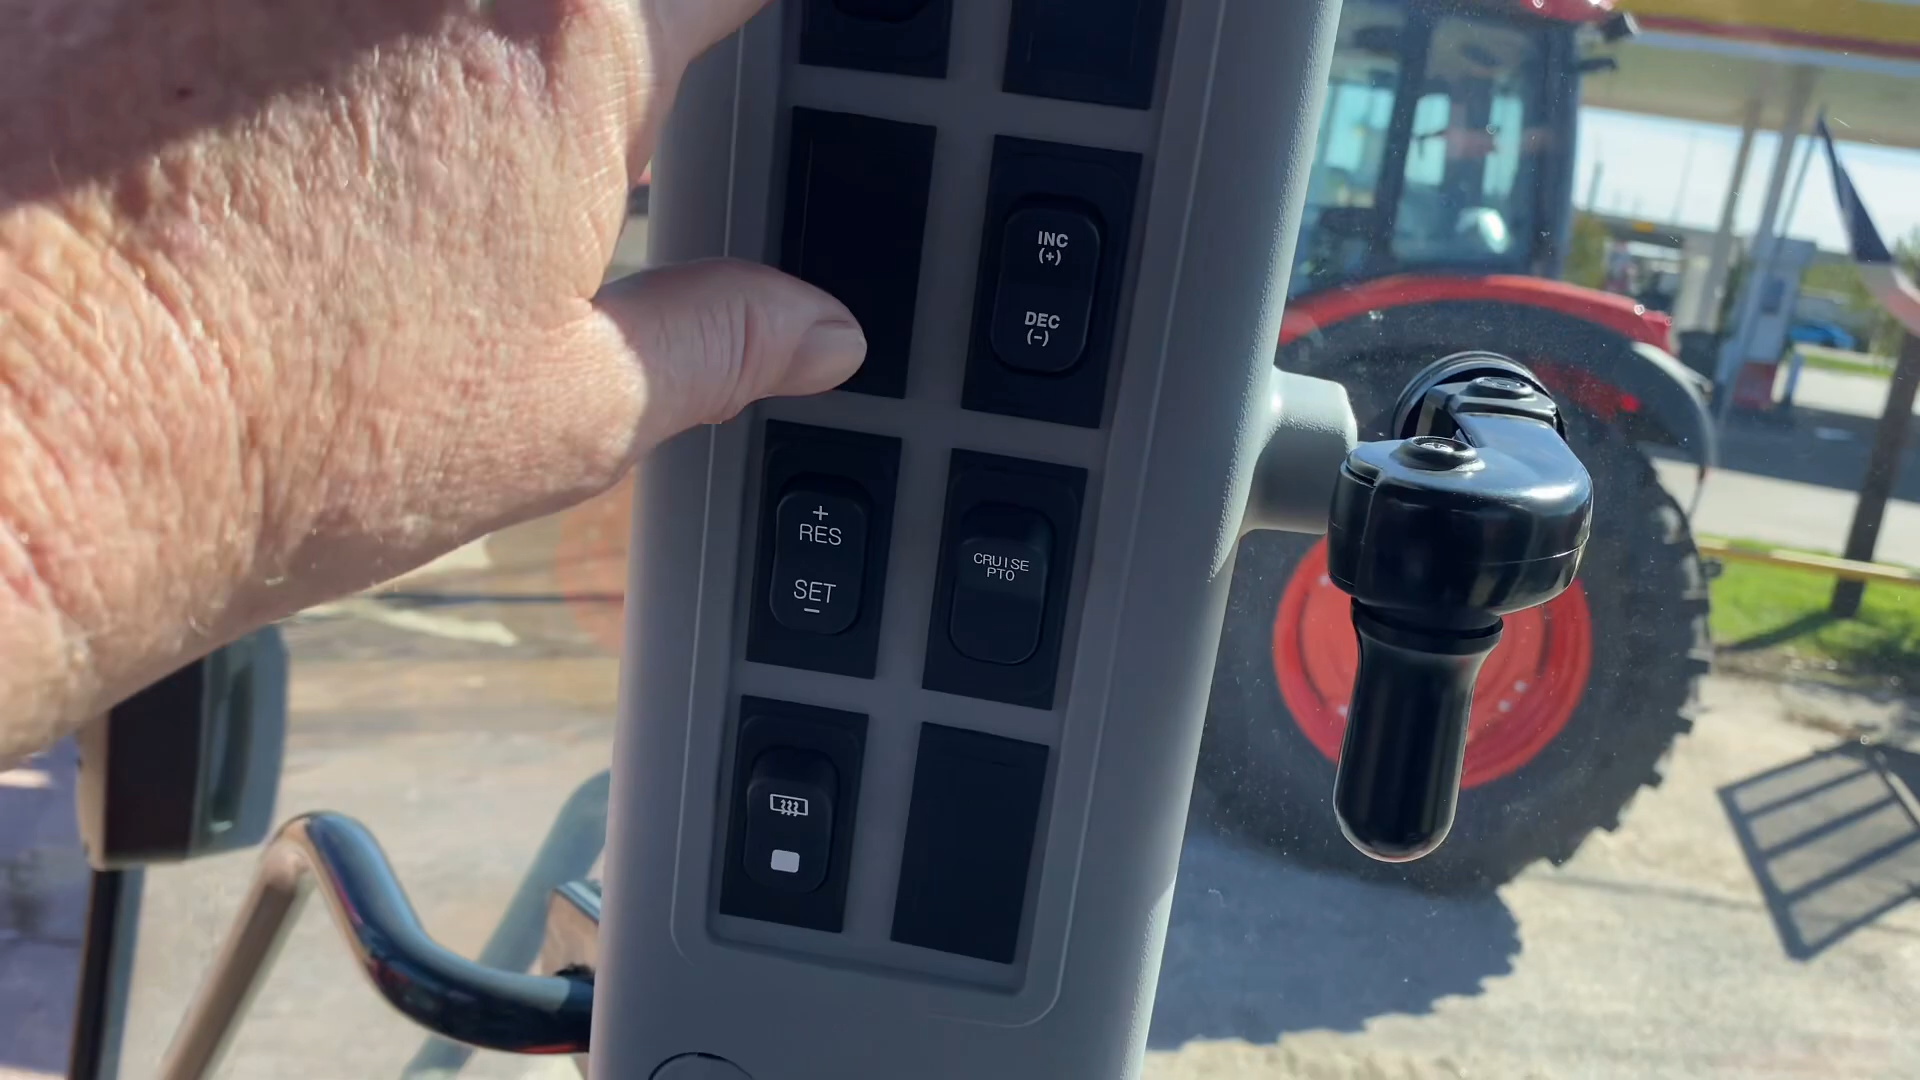 INC
(+)
DEC
(-)
+
RES
SET
-
CRUISE
PTO